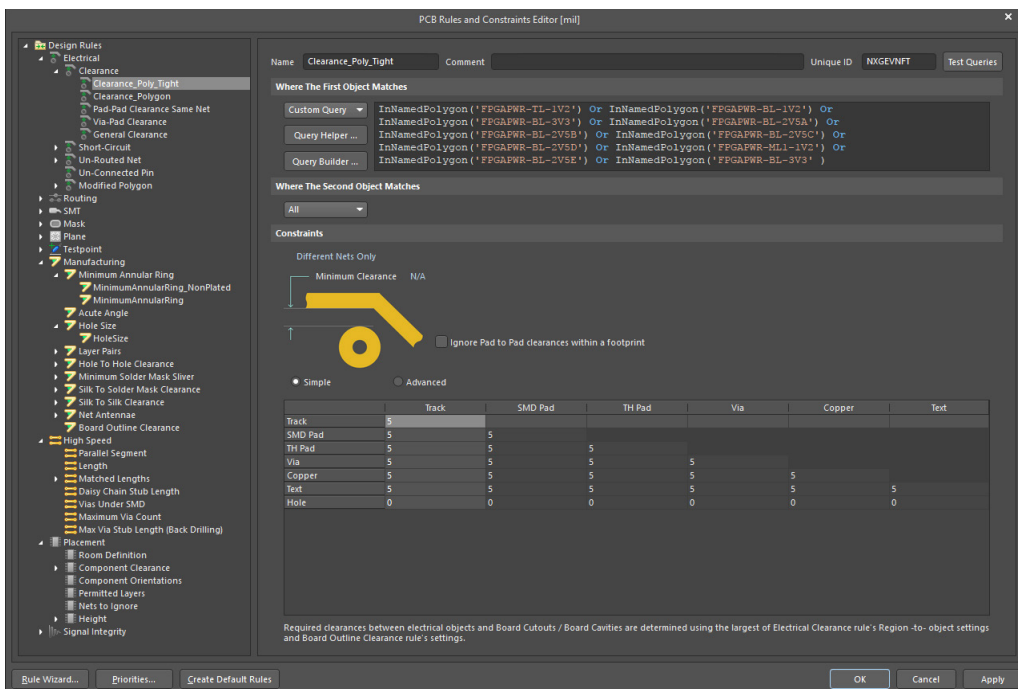 PCB Rules and Constraints Editor [mil]
Design Rules
Electrical
Clearance
Clearance_Poly_Tight
Clearance_Polygon
Pad-Pad Clearance Same Net
Via-Pad Clearance
General Clearance
Short-Circuit
Un-Routed Net
Un-Connected Pin
Modified Polygon
Routing
SMT
Mask
Plane
Testpoint
Manufacturing
Minimum Annular Ring
MinimumAnnularRing_NonPlated
MinimumAnnularRing
Acute Angle
Hole Size
HoleSize
Layer Pairs
Hole To Hole Clearance
Minimum Solder Mask Sliver
Silk To Solder Mask Clearance
Silk To Silk Clearance
Net Antennae
Board Outline Clearance
High Speed
Parallel Segment
Length
Matched Lengths
Daisy Chain Stub Length
Vias Under SMD
Maximum Via Count
Max Via Stub Length (Back Drilling)
Placement
Room Definition
Component Clearance
Component Orientations
Permitted Layers
Nets to Ignore
Height
Signal Integrity
Name Clearance_Poly_Tight Comment Unique ID NXGEVNFT Test Queries
Where The First Object Matches
Custom Query
Query Helper ...
Query Builder ...
InNamedPolygon('FPGAPWR-TL-1V2') Or InNamedPolygon('FPGAPWR-BL-1V2') Or
InNamedPolygon('FPGAPWR-BL-3V3') Or InNamedPolygon('FPGAPWR-BL-2V5A') Or
InNamedPolygon('FPGAPWR-BL-2V5B') Or InNamedPolygon('FPGAPWR-BL-2V5C') Or
InNamedPolygon('FPGAPWR-BL-2V5D') Or InNamedPolygon('FPGAPWR-ML1-1V2') Or
InNamedPolygon('FPGAPWR-BL-2V5E') Or InNamedPolygon('FPGAPWR-BL-3V3' )
Where The Second Object Matches
All
Constraints
Different Nets Only
Minimum Clearance N/A
Ignore Pad to Pad clearances within a footprint
Simple Advanced
Track SMD Pad TH Pad Via Copper Text
Track 5
SMD Pad 5 5
TH Pad 5 5 5
Via 5 5 5 5
Copper 5 5 5 5 5
Text 5 5 5 5 5 5
Hole 0 0 0 0 0 0
Required clearances between electrical objects and Board Cutouts / Board Cavities are determined using the largest of Electrical Clearance rule's Region -to- object settings
and Board Outline Clearance rule's settings.
Rule Wizard... Priorities... Create Default Rules OK Cancel Apply